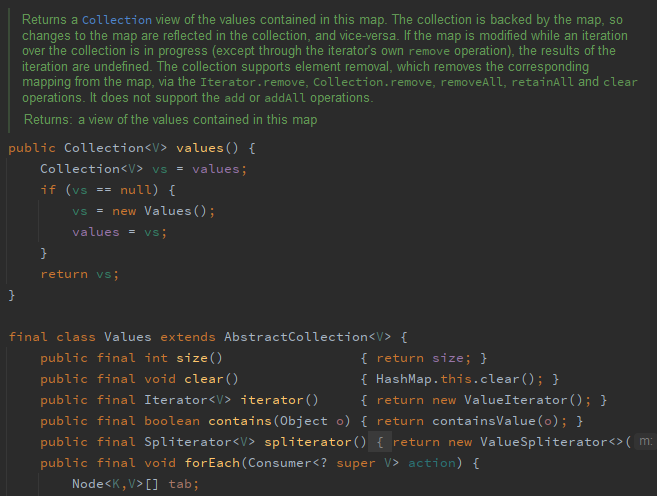 Returns a Collection view of the values contained in this map. The collection is backed by the map, so
changes to the map are reflected in the collection, and vice-versa. If the map is modified while an iteration
over the collection is in progress (except through the iterator's own remove operation), the results of the
iteration are undefined. The collection supports element removal, which removes the corresponding
mapping from the map, via the Iterator.remove, Collection.remove, removeAll, retainAll and clear
operations. It does not support the add or addAll operations.
Returns: a view of the values contained in this map
public Collection<V> values() {
    Collection<V> vs = values;
    if (vs == null) {
        vs = new Values();
        values = vs;
    }
    return vs;
}
final class Values extends AbstractCollection<V> {
    public final int size()                 { return size; }
    public final void clear()               { HashMap.this.clear(); }
    public final Iterator<V> iterator()     { return new ValueIterator(); }
    public final boolean contains(Object o) { return containsValue(o); }
    public final Spliterator<V> spliterator() { return new ValueSpliterator<>( m:
    public final void forEach(Consumer<? super V> action) {
        Node<K,V>[] tab;